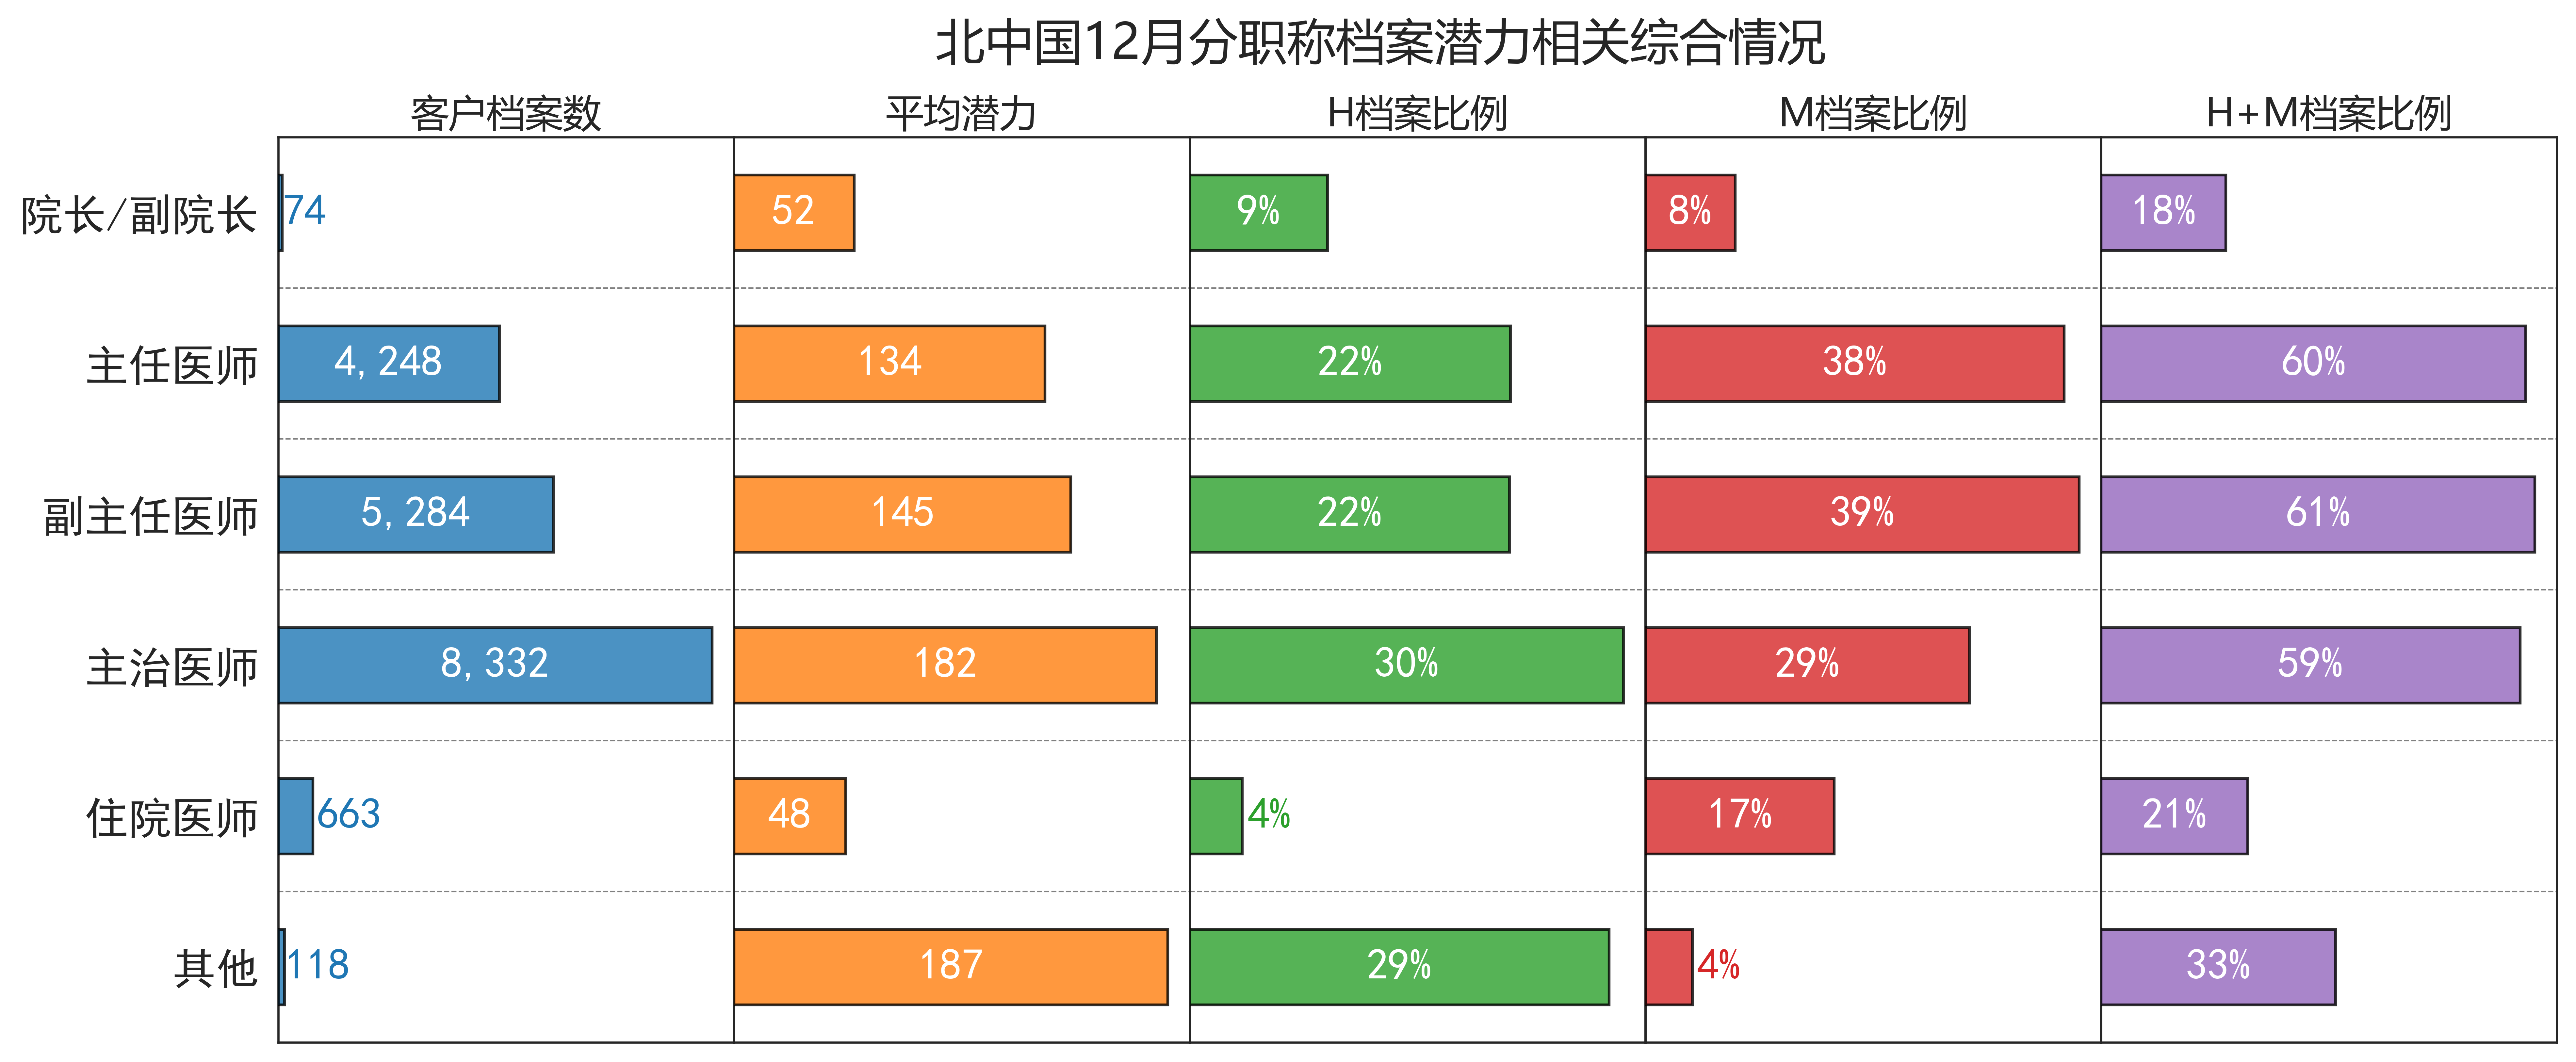 北中国12月分职称档案潜力相关综合情况
客户档案数 平均潜力 H档案比例 M档案比例 H+M档案比例
院长/副院长 74 52 9% 8% 18%
主任医师 4,248 134 22% 38% 60%
副主任医师 5,284 145 22% 39% 61%
主治医师 8,332 182 30% 29% 59%
住院医师 663 48 4% 17% 21%
其他 118 187 29% 4% 33%